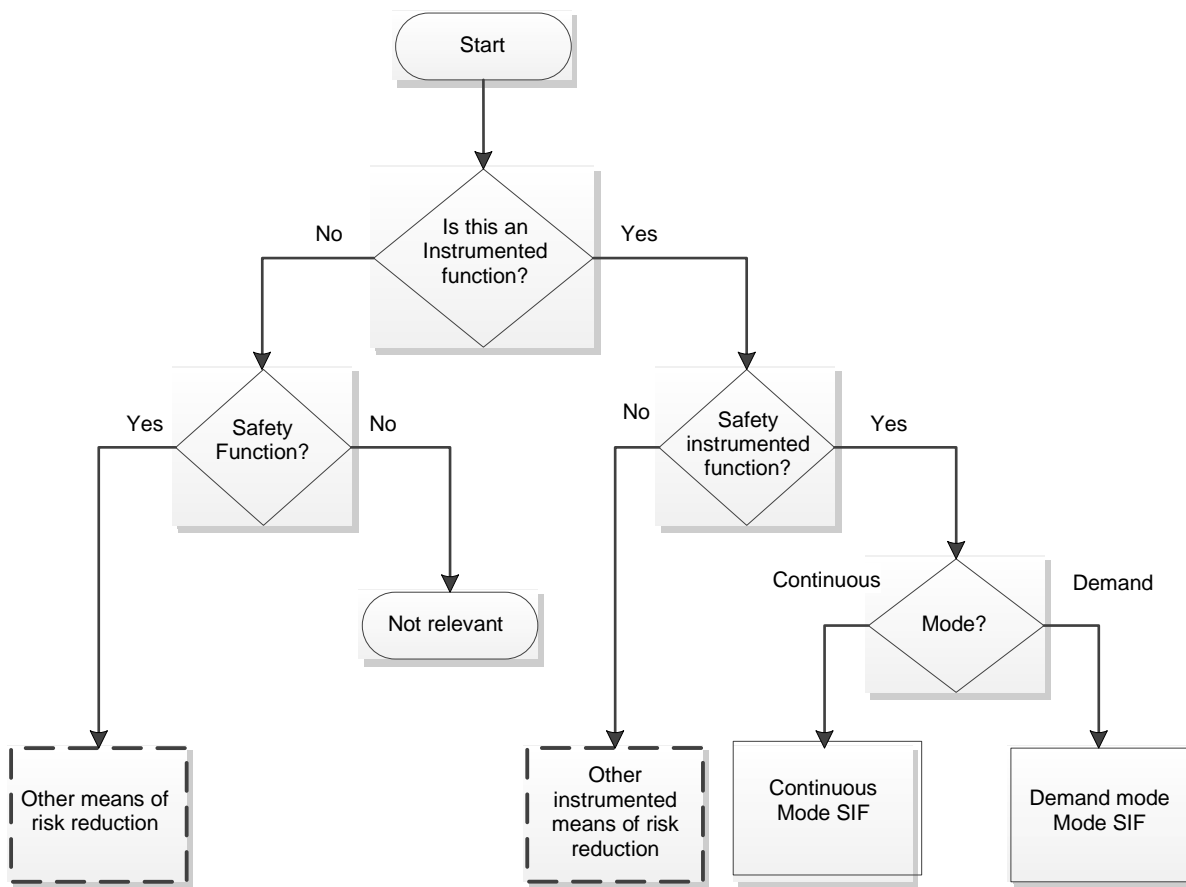 Start
Is this an
Instrumented
function?
No
Yes
Safety
Function?
Yes
No
Safety
instrumented
function?
No
Yes
Not relevant
Mode?
Continuous
Demand
Other means of
risk reduction
Other
instrumented
means of risk
reduction
Continuous
Mode SIF
Demand mode
Mode SIF